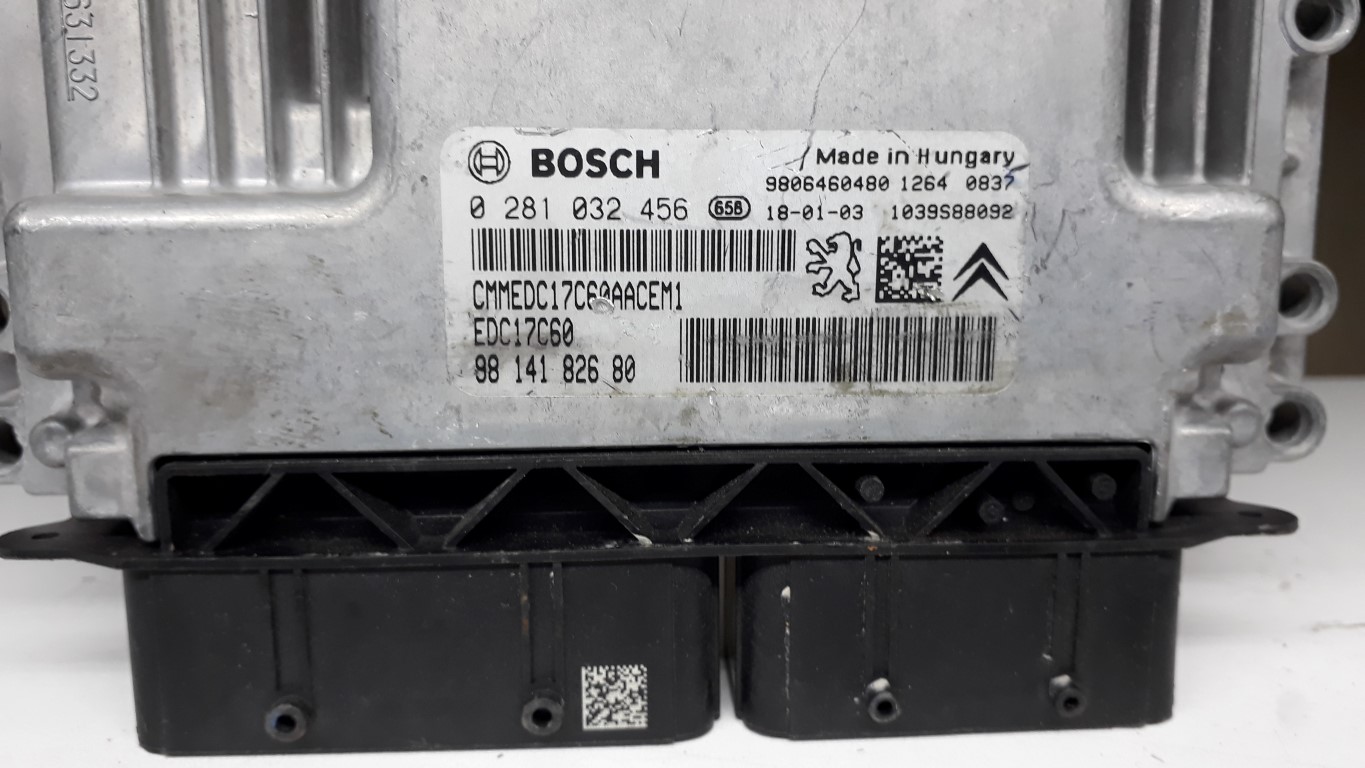 631332
BOSCH
Made in Hungary
9806460480 1264 0837
0 281 032 456 658 18-01-03 1039S88092
CMMEDC17C60AACEM1
EDC17C60
98 141 826 80